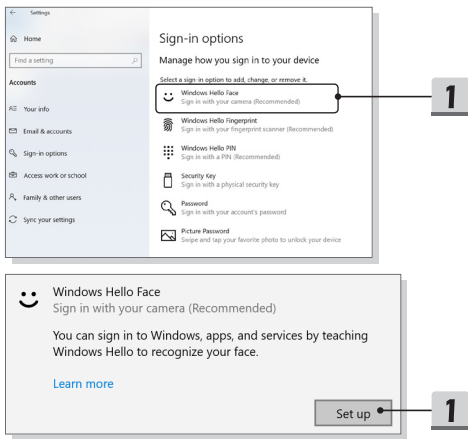 ← Settings
Home
Find a setting
Accounts
Your info
Email & accounts
Sign-in options
Access work or school
Family & other users
Sync your settings
Sign-in options
Manage how you sign in to your device
Select a sign-in option to add, change, or remove it.
Windows Hello Face
Sign in with your camera (Recommended)
Windows Hello Fingerprint
Sign in with your fingerprint scanner (Recommended)
Windows Hello PIN
Sign in with a PIN (Recommended)
Security Key
Sign in with a physical security key
Password
Sign in with your account's password
Picture Password
Swipe and tap your favorite photo to unlock your device
1
Windows Hello Face
Sign in with your camera (Recommended)
You can sign in to Windows, apps, and services by teaching
Windows Hello to recognize your face.
Learn more
Set up
1